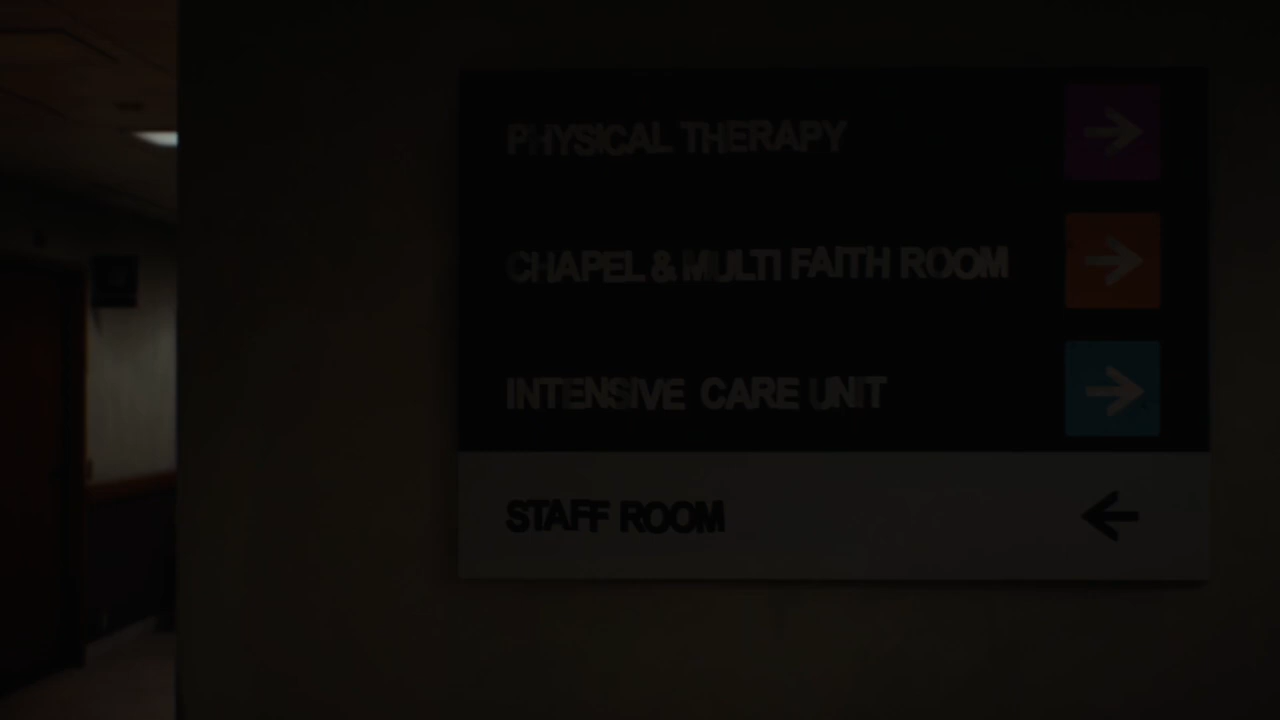 PHYSICAL THERAPY
CHAPEL & MULTI FAITH ROOM
INTENSIVE CARE UNIT
STAFF ROOM